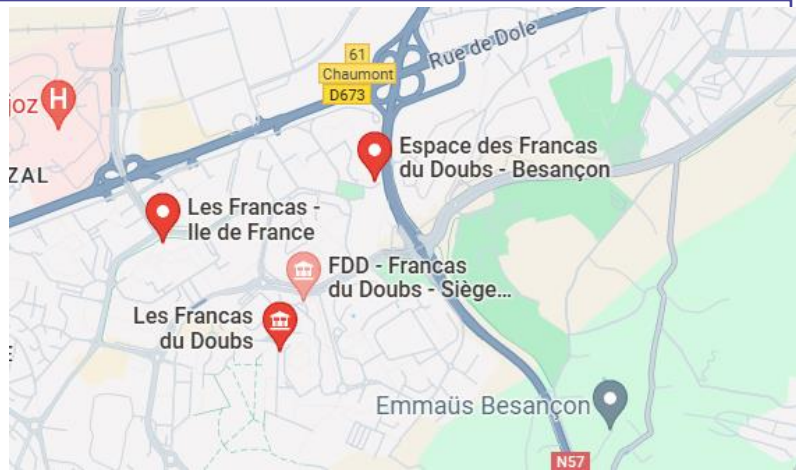 61
Chaumont
D673
Rue de Dole
joz
H
ZAL
Espace des Francas
du Doubs - Besançon
Les Francas -
Ile de France
FDD - Francas
du Doubs - Siège...
Les Francas
du Doubs
Emmaüs Besançon
N57